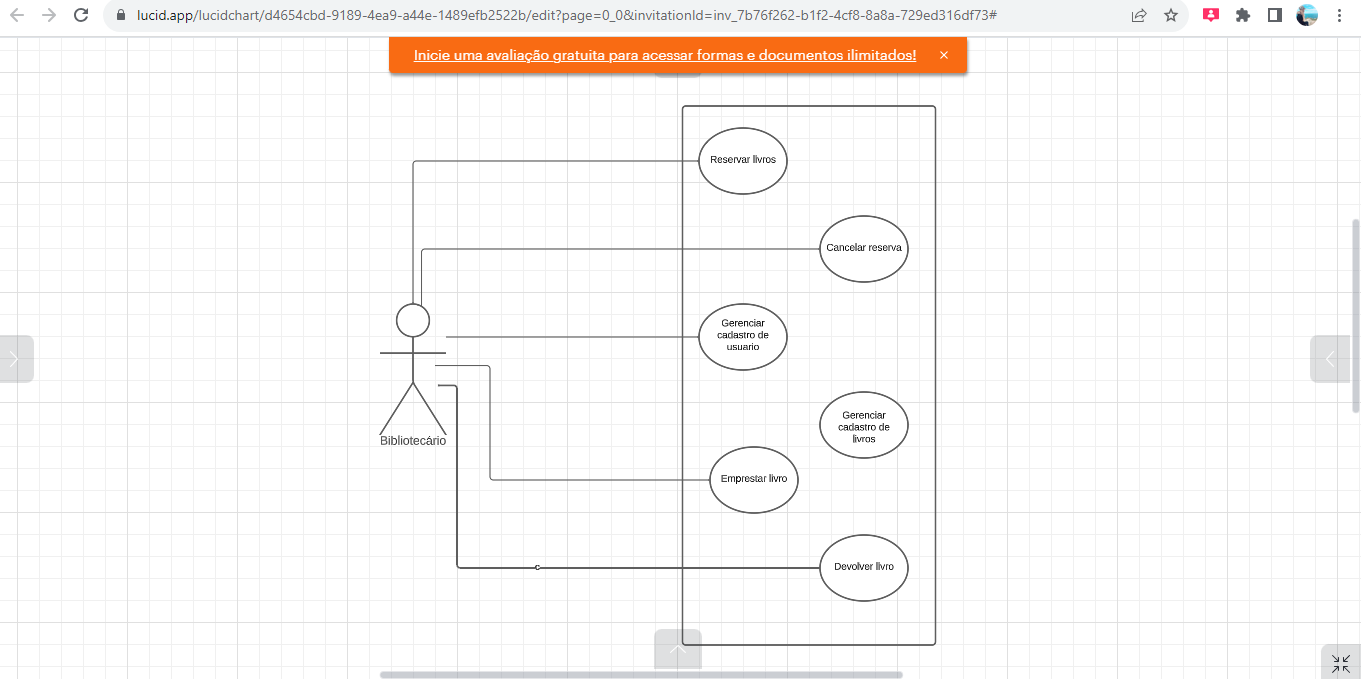 lucid.app/lucidchart/d4654cbd-9189-4ea9-a44e-1489efb2522b/edit?page=0_0&invitationId=inv_7b76f262-b1f2-4cf8-8a8a-729ed316df73#
Inicie uma avaliação gratuita para acessar formas e documentos ilimitados!
Reservar livros
Cancelar reserva
Gerenciar
cadastro de
usuario
Gerenciar
cadastro de
livros
Bibliotecário
Emprestar livro
Devolver livro